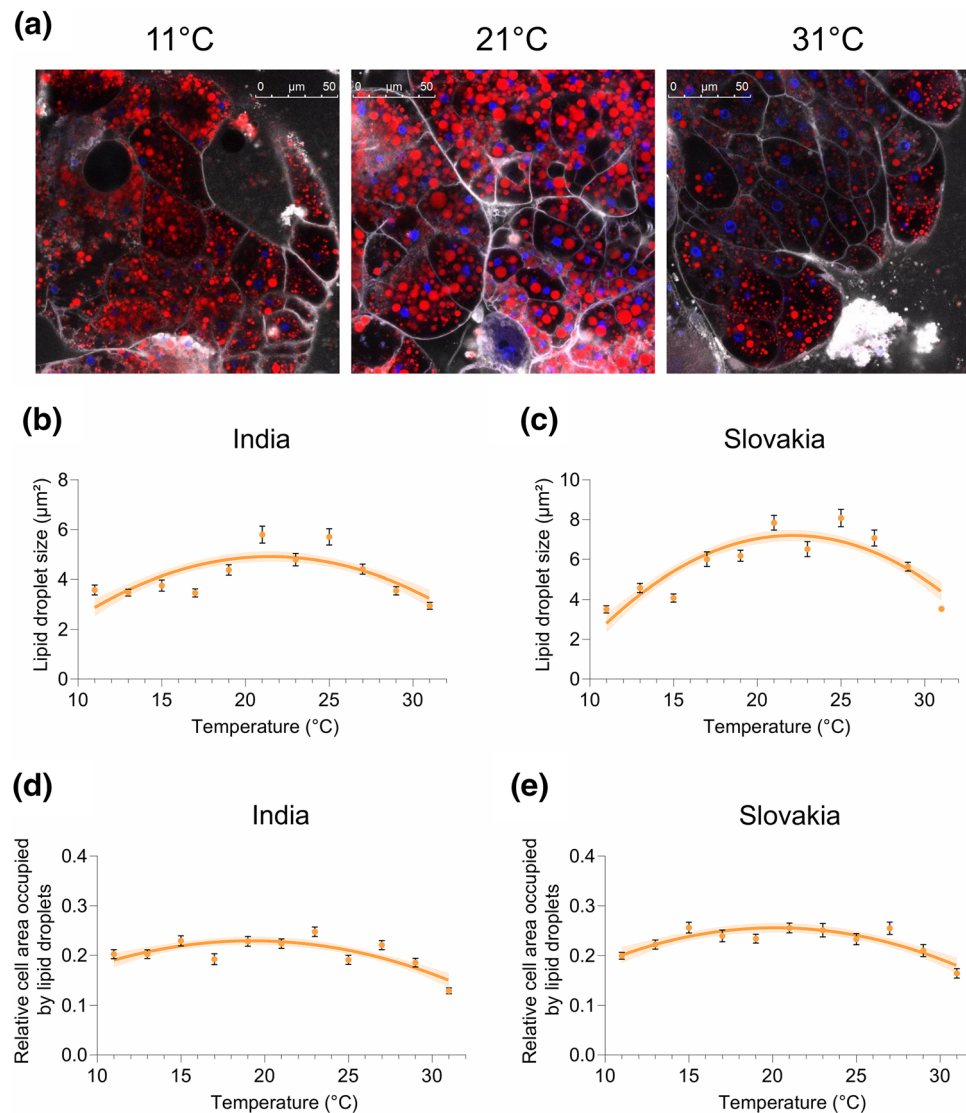 (a)
11°C 21°C 31°C
0 µm 50 0 µm 50 0 µm 50
(b)
India
Lipid droplet size (µm²)
8
6
4
2
0
10 15 20 25 30
Temperature (°C)
(c)
Slovakia
Lipid droplet size (µm²)
10
8
6
4
2
0
10 15 20 25 30
Temperature (°C)
(d)
India
Relative cell area occupied
by lipid droplets
0.4
0.3
0.2
0.1
0.0
10 15 20 25 30
Temperature (°C)
(e)
Slovakia
Relative cell area occupied
by lipid droplets
0.4
0.3
0.2
0.1
0.0
10 15 20 25 30
Temperature (°C)